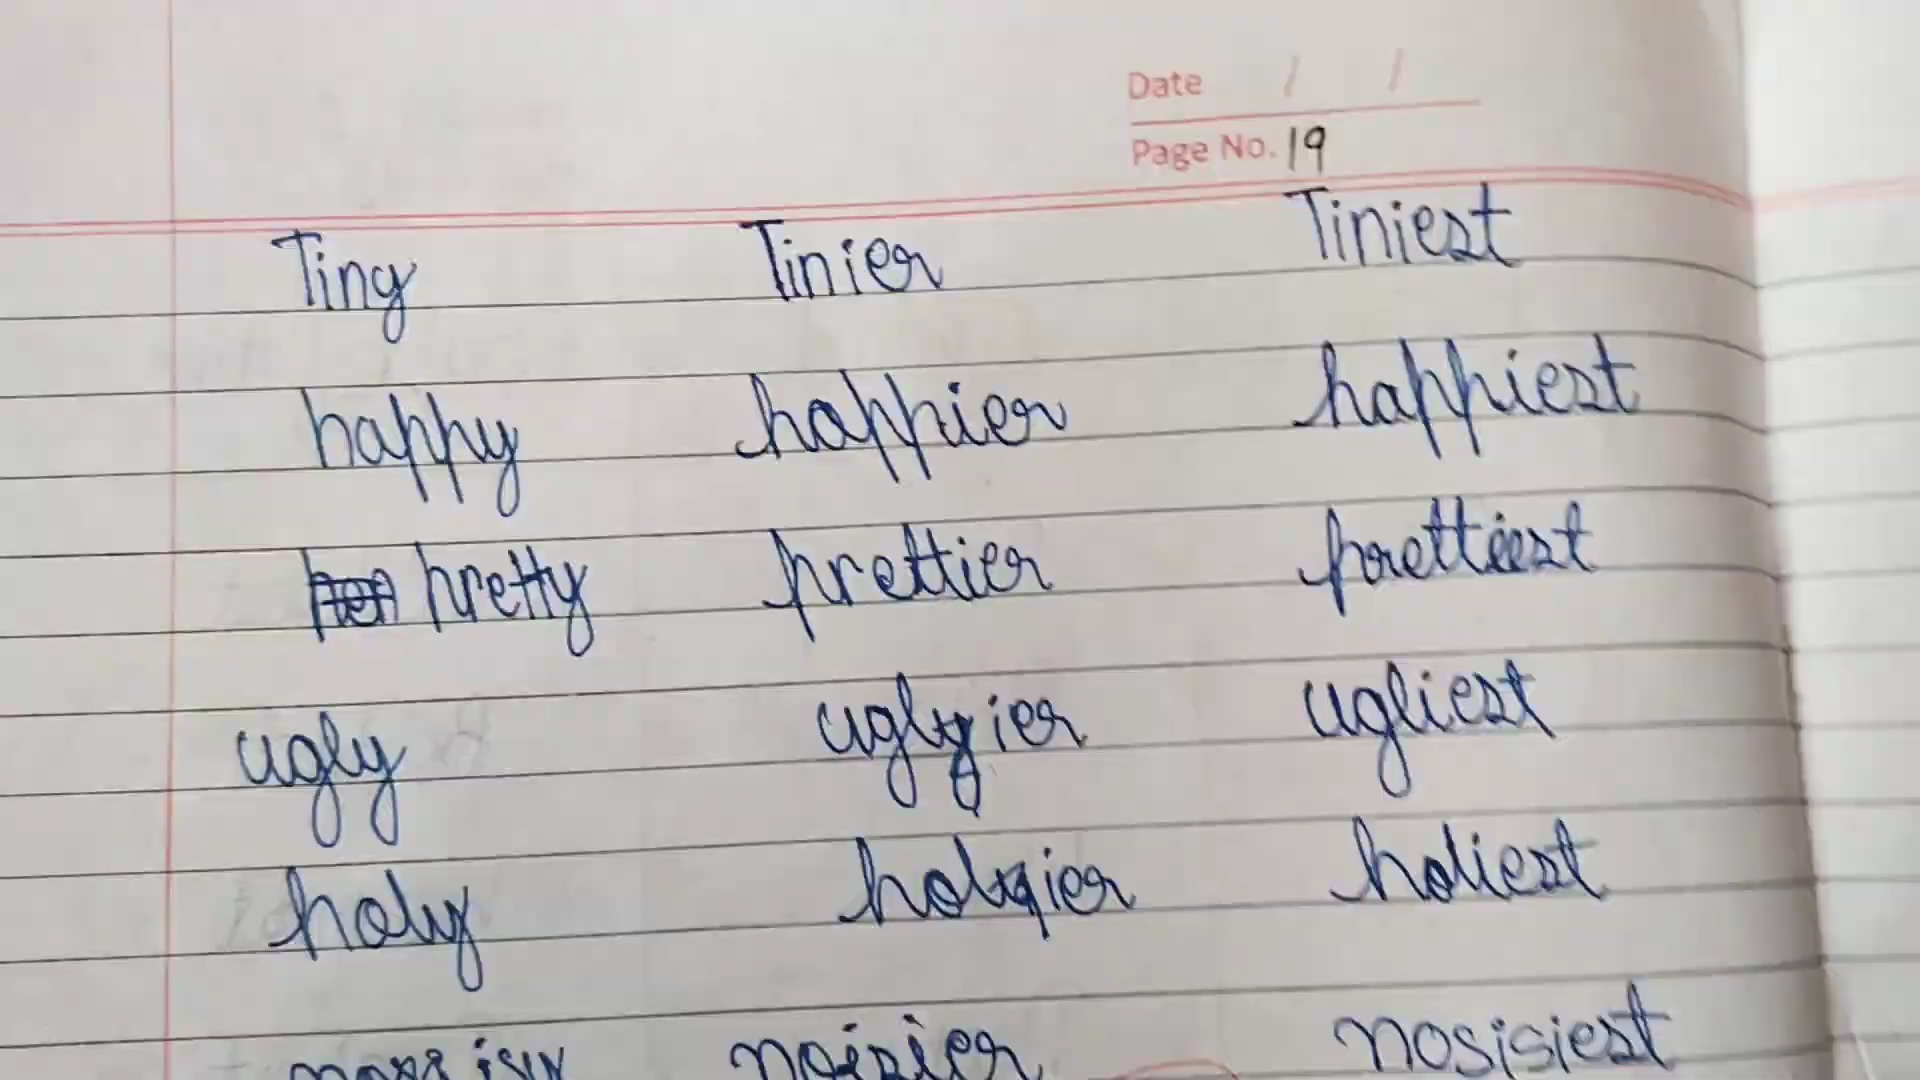 Date / /
Page No. 19
Tiny Tinier Tiniest
happy happier happiest
pretty prettier prettiest
ugly uglyier ugliest
holy holyier holiest
noisier nosisiest